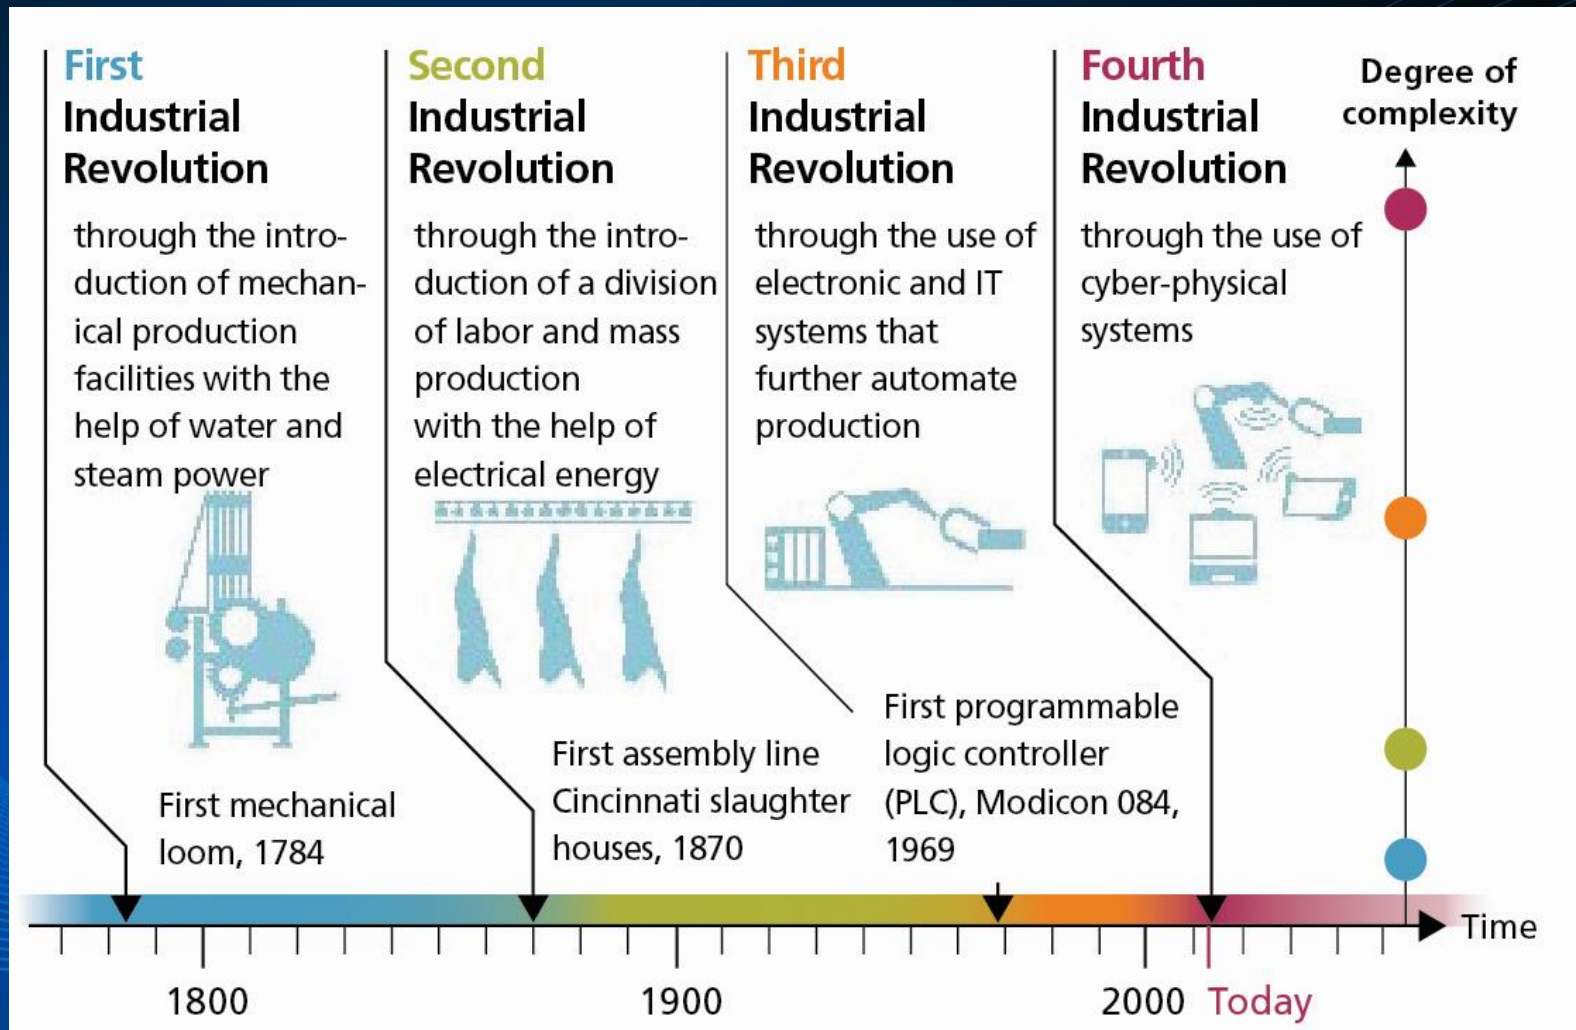 First
Industrial
Revolution
through the intro-
duction of mechan-
ical production
facilities with the
help of water and
steam power
First mechanical
loom, 1784
Second
Industrial
Revolution
through the intro-
duction of a division
of labor and mass
production
with the help of
electrical energy
First assembly line
Cincinnati slaughter
houses, 1870
Third
Industrial
Revolution
through the use of
electronic and IT
systems that
further automate
production
First programmable
logic controller
(PLC), Modicon 084,
1969
Fourth
Industrial
Revolution
through the use of
cyber-physical
systems
Degree of
complexity
Time
1800
1900
2000
Today